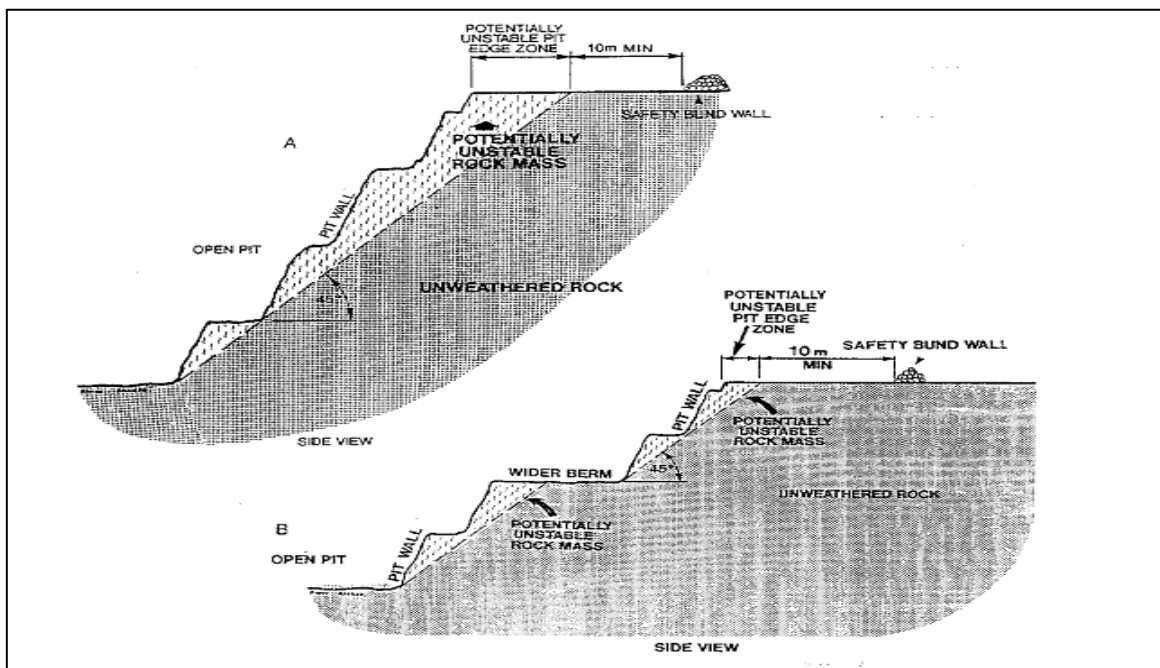 POTENTIALLY
UNSTABLE PIT
EDGE ZONE
10m MIN
SAFETY BUND WALL
A
POTENTIALLY
UNSTABLE
ROCK MASS
PIT WALL
OPEN PIT
45°
UNWEATHERED ROCK
SIDE VIEW
POTENTIALLY
UNSTABLE
PIT EDGE
ZONE
10m
MIN
SAFETY BUND WALL
PIT WALL
POTENTIALLY
UNSTABLE
ROCK MASS
WIDER BERM
45°
UNWEATHERED ROCK
B
POTENTIALLY
UNSTABLE
ROCK MASS
PIT WALL
OPEN PIT
SIDE VIEW